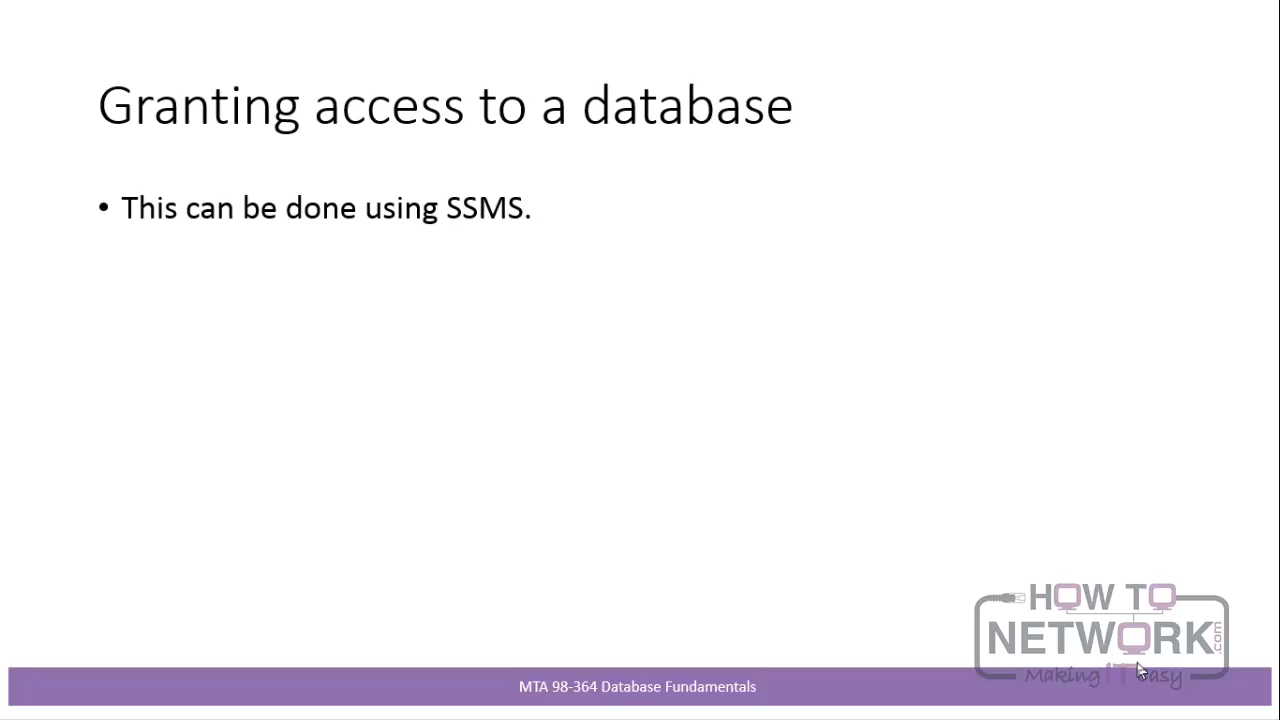 Granting access to a database
• This can be done using SSMS.
HOW TO
NETWORK.com
Making IT easy
MTA 98-364 Database Fundamentals